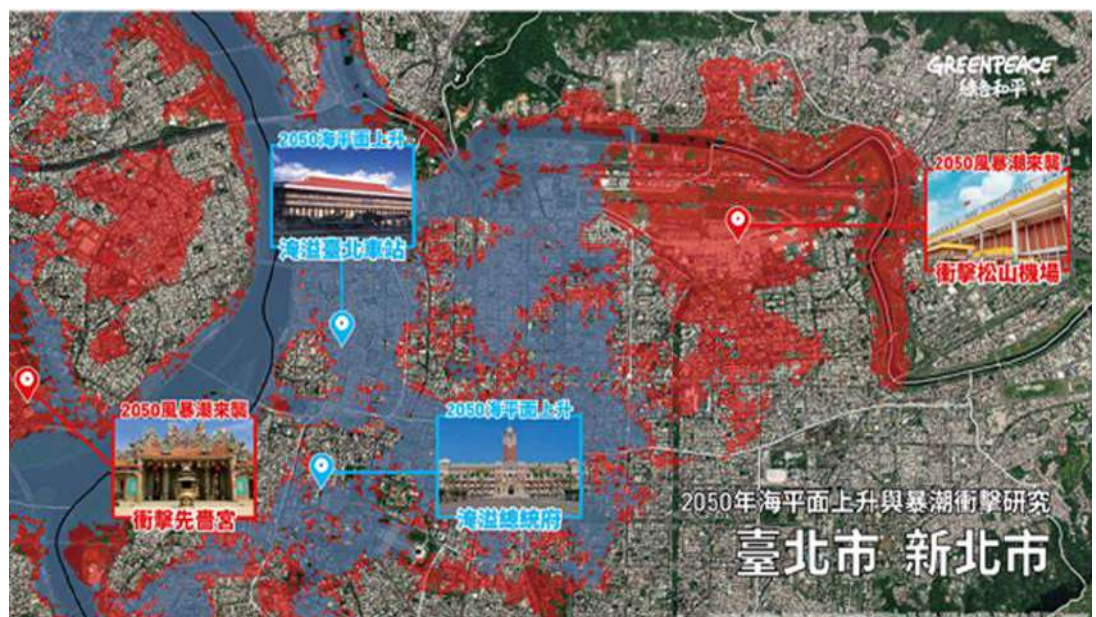 GREENPEACE
綠色和平
2050海平面上升
淹溢臺北車站
2050風暴潮來襲
衝擊松山機場
2050風暴潮來襲
衝擊先嗇宮
2050海平面上升
淹溢總統府
2050年海平面上升與暴潮衝擊研究
臺北市 新北市